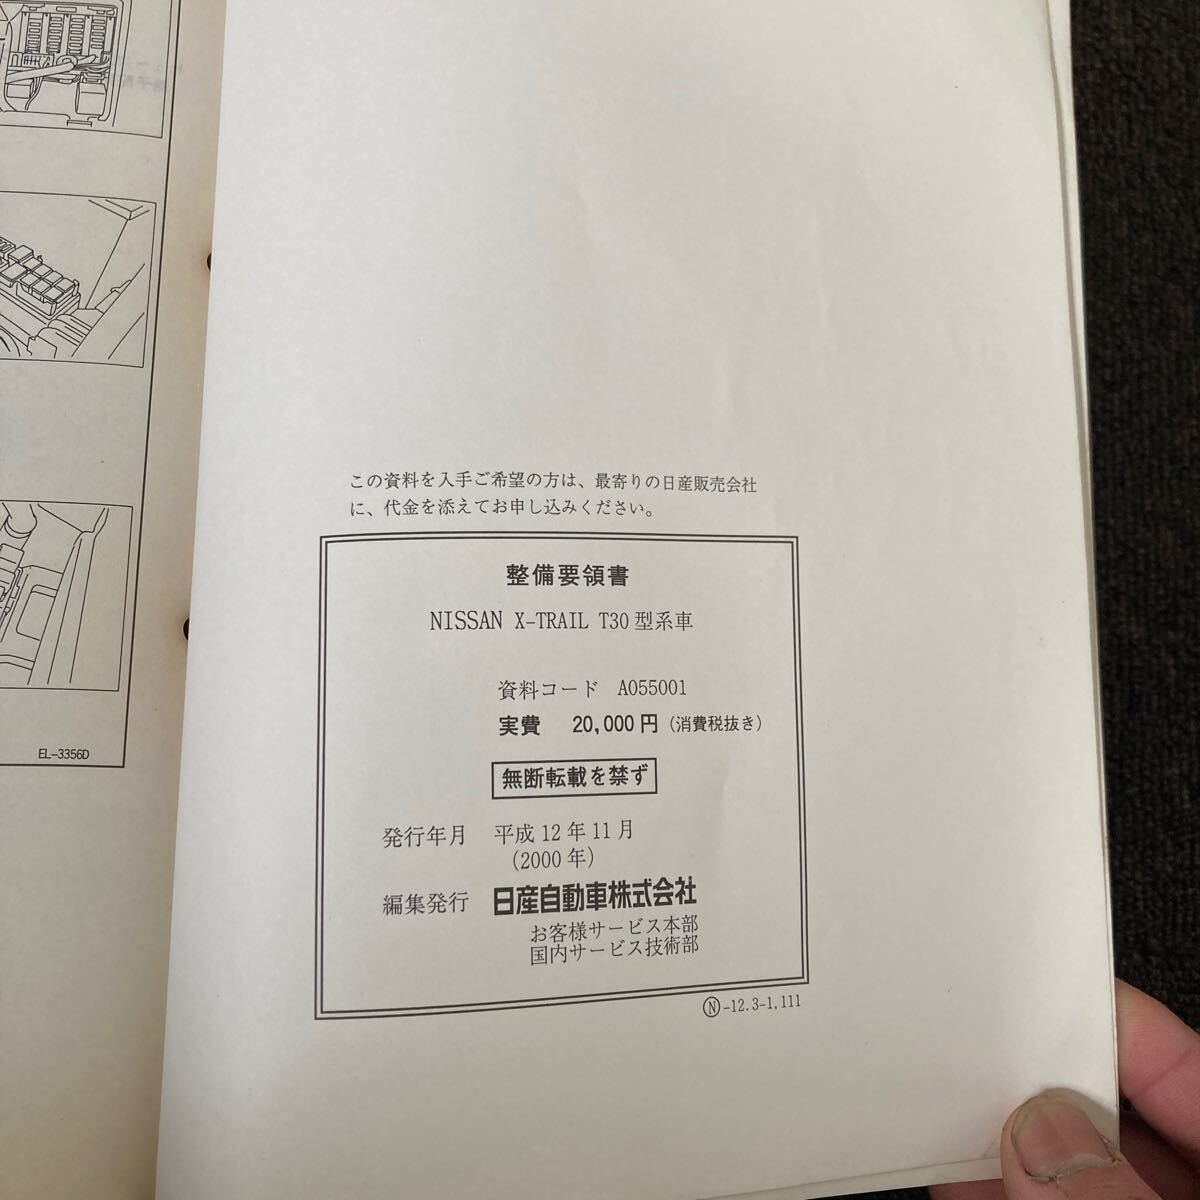 EL-3356D
この資料を入手ご希望の方は、最寄りの日産販売会社
に、代金を添えてお申し込みください。
整備要領書
NISSAN X-TRAIL T30 型系車
資料コード A055001
実費 20,000円 (消費税抜き)
無断転載を禁ず
発行年月 平成12年11月
(2000年)
編集発行 日産自動車株式会社
お客様サービス本部
国内サービス技術部
Ⓝ-12.3-1,111